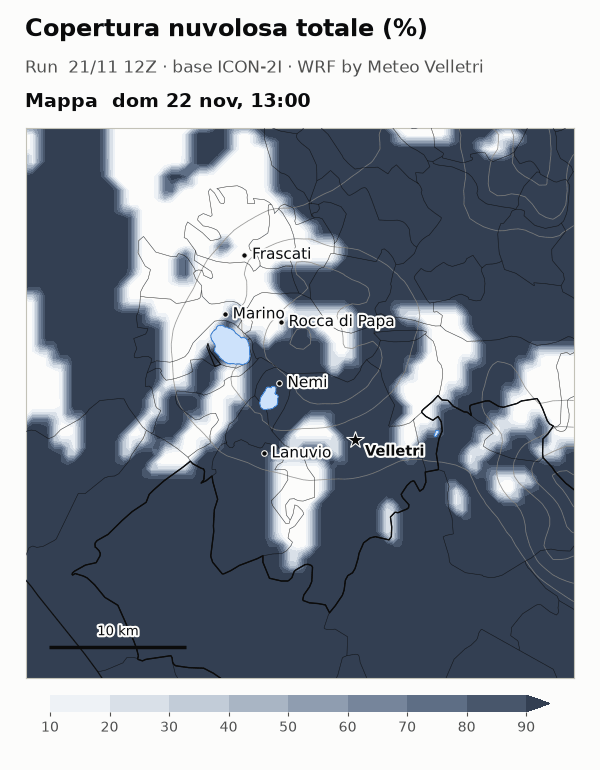 Copertura nuvolosa totale (%)
Run  21/11 12Z · base ICON-2I · WRF by Meteo Velletri
Mappa  dom 22 nov, 13:00
Frascati
Marino
Rocca di Papa
Nemi
Velletri
Lanuvio
10 km
10 20 30 40 50 60 70 80 90